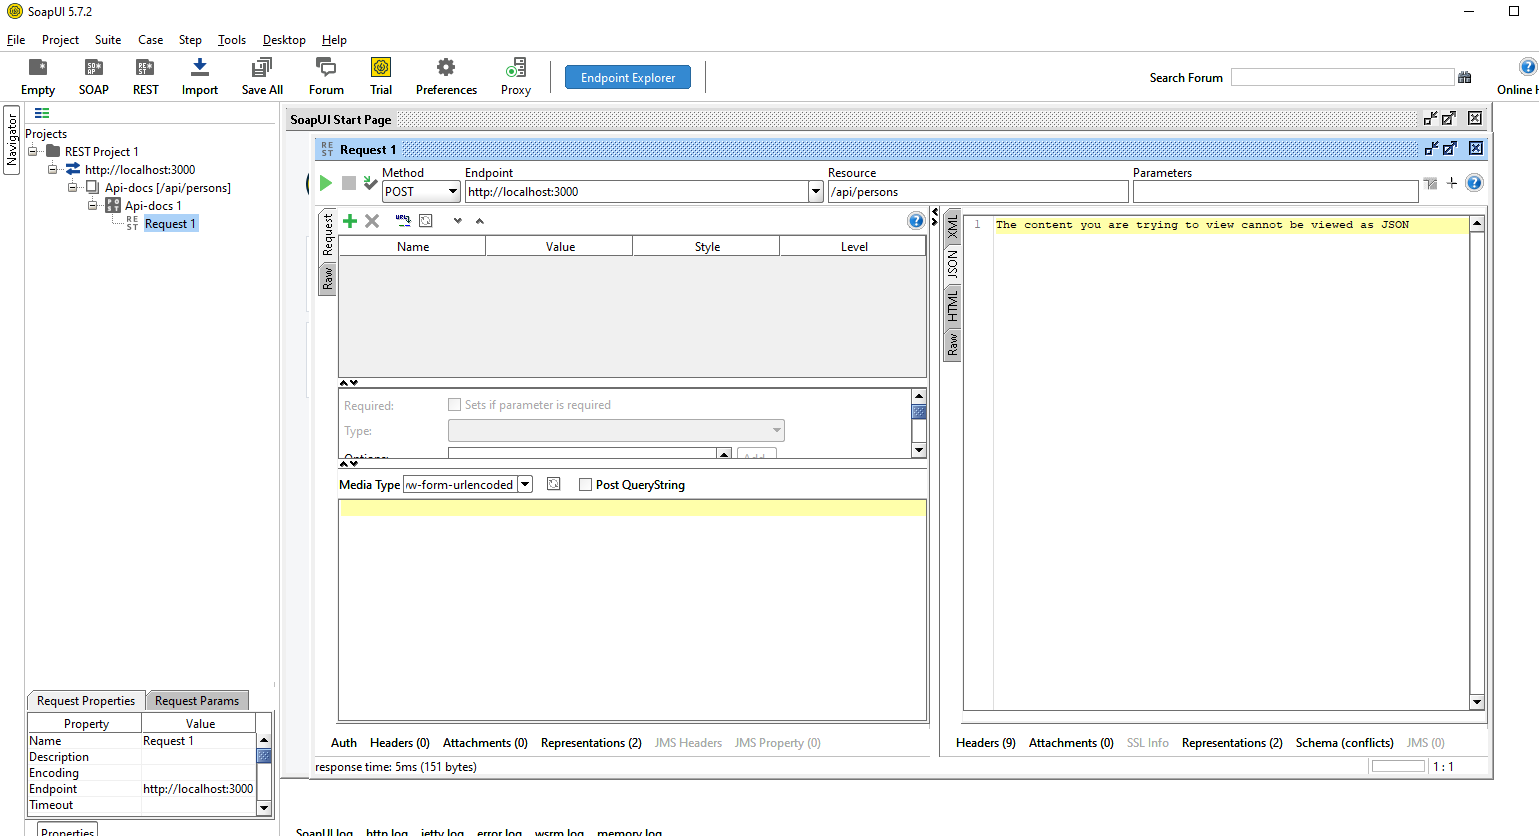 SoapUI 5.7.2
File Project Suite Case Step Tools Desktop Help
Empty SOAP REST Import Save All Forum Trial Preferences Proxy Endpoint Explorer Search Forum Online H
Navigator
Projects
REST Project 1
http://localhost:3000
Api-docs [/api/persons]
Api-docs 1
Request 1
SoapUI Start Page
Request 1
Method Endpoint Resource Parameters
POST http://localhost:3000 /api/persons
Request
Raw
Name Value Style Level
Required: Sets if parameter is required
Type:
Options: Add
Media Type w-form-urlencoded Post QueryString
XML
JSON
HTML
Raw
1 The content you are trying to view cannot be viewed as JSON
Auth Headers (0) Attachments (0) Representations (2) JMS Headers JMS Property (0)
Headers (9) Attachments (0) SSL Info Representations (2) Schema (conflicts) JMS (0)
response time: 5ms (151 bytes)
1 : 1
Request Properties Request Params
Property Value
Name Request 1
Description
Encoding
Endpoint http://localhost:3000
Timeout
Properties
SoapUI log http log jetty log error log wsrm log memory log